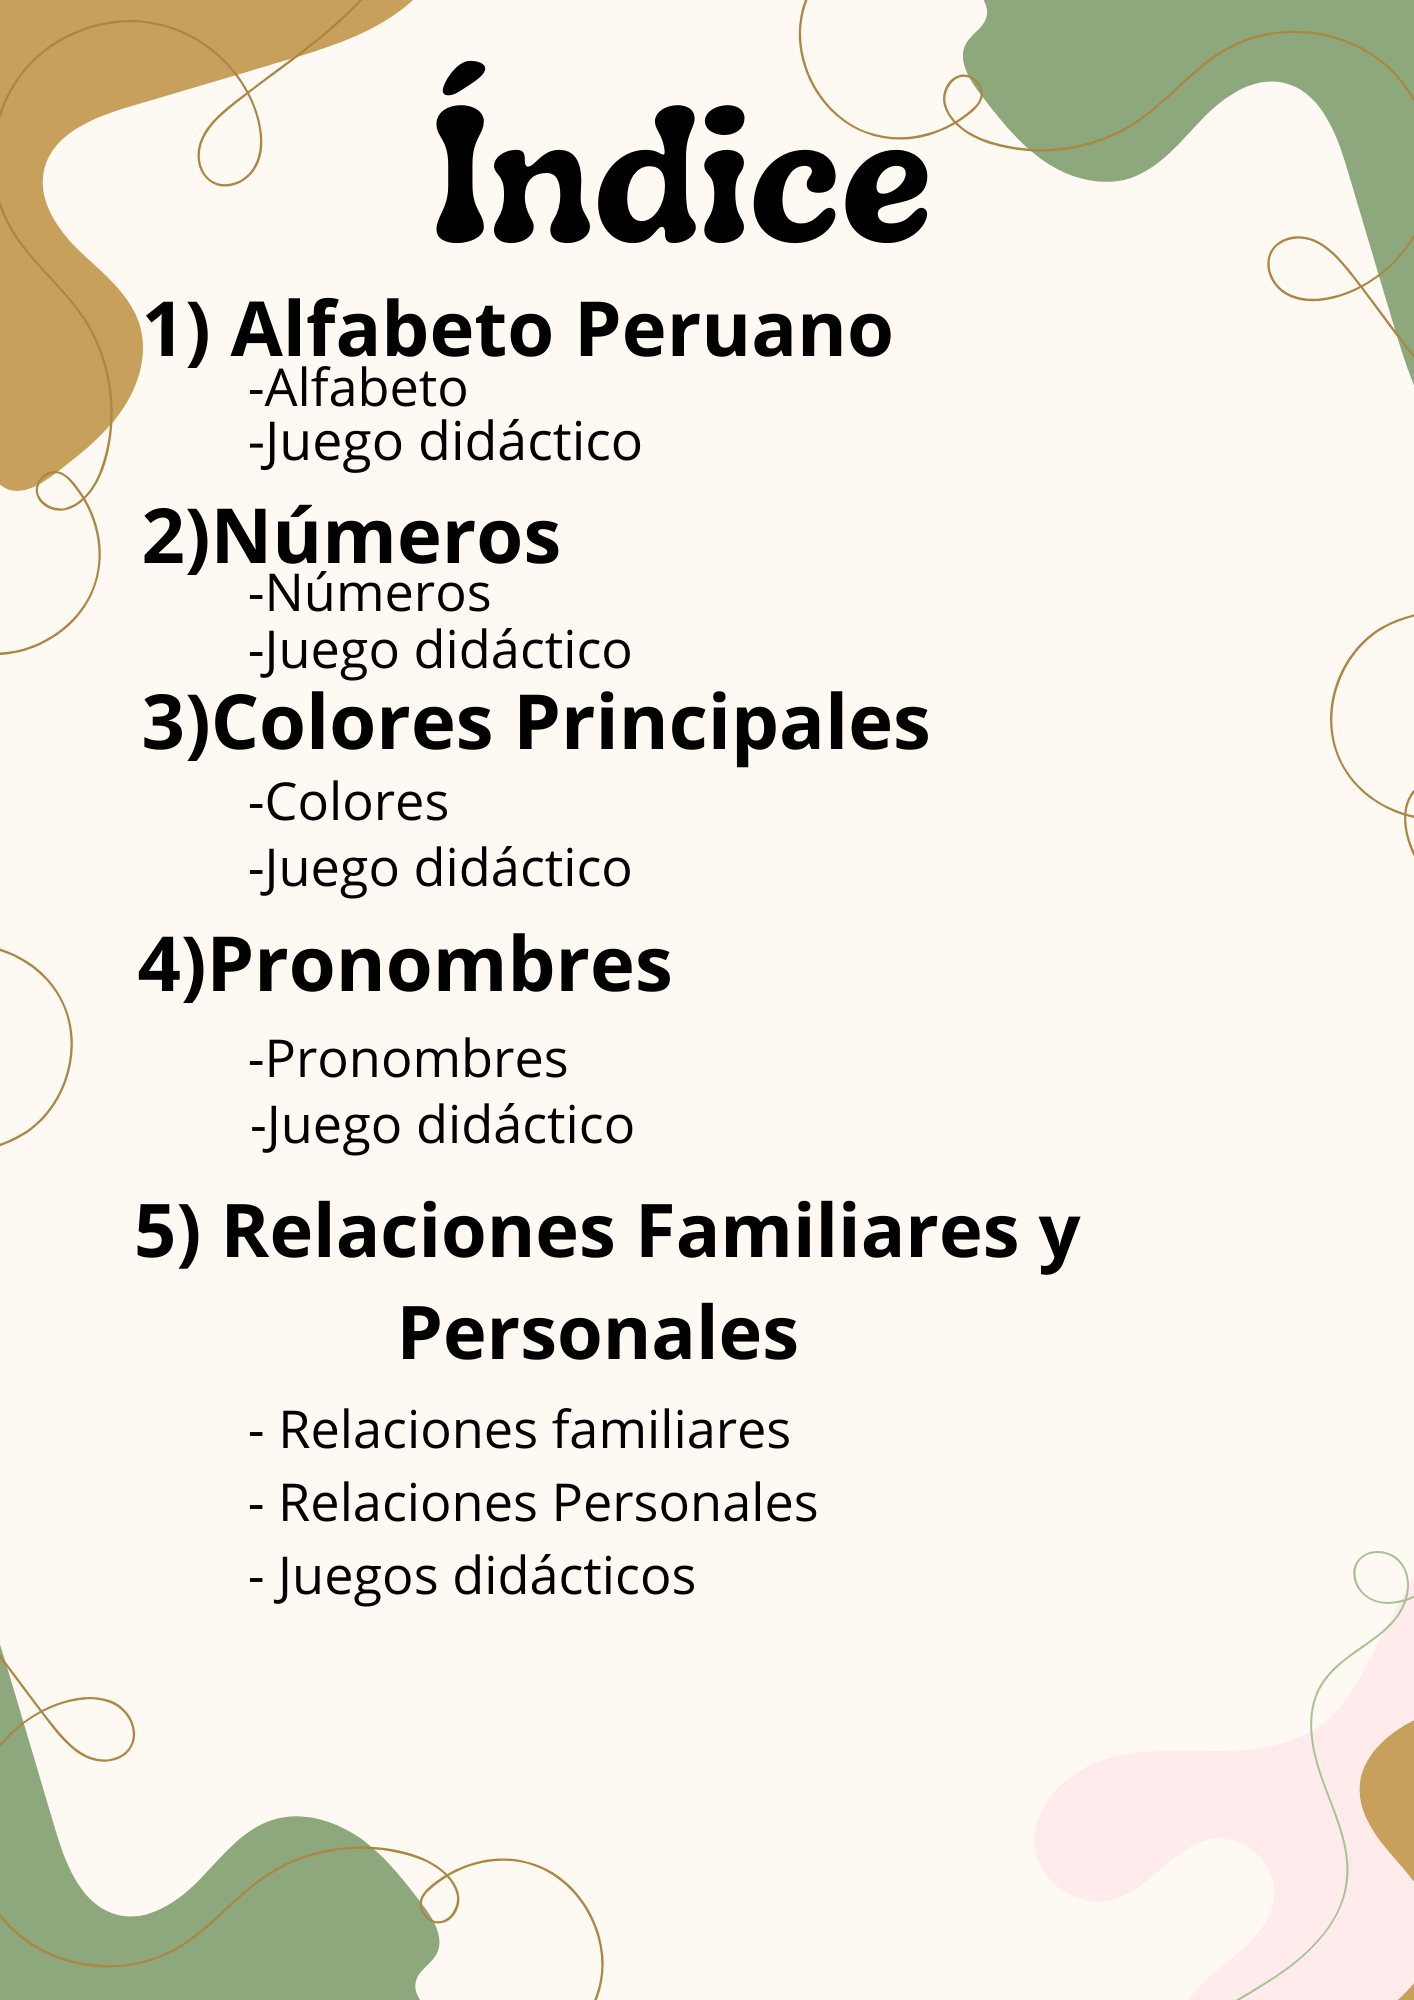 Índice
1) Alfabeto Peruano
-Alfabeto
-Juego didáctico
2)Números
-Números
-Juego didáctico
3)Colores Principales
-Colores
-Juego didáctico
4)Pronombres
-Pronombres
-Juego didáctico
5) Relaciones Familiares y
Personales
- Relaciones familiares
- Relaciones Personales
- Juegos didácticos